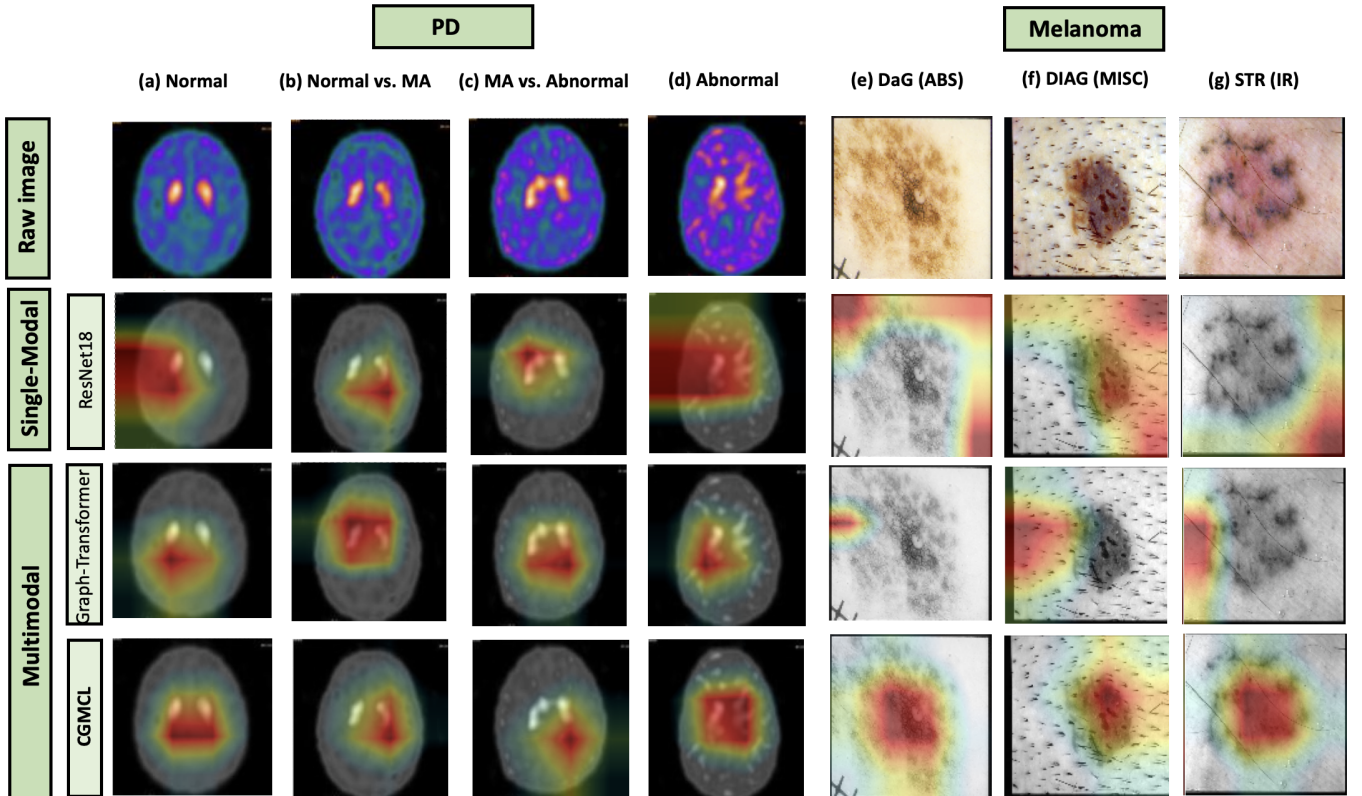 PD
Melanoma
(a) Normal
(b) Normal vs. MA
(c) MA vs. Abnormal
(d) Abnormal
(e) DaG (ABS)
(f) DIAG (MISC)
(g) STR (IR)
Raw image
Single-Modal
ResNet18
Multimodal
Graph-Transformer
CGMCL